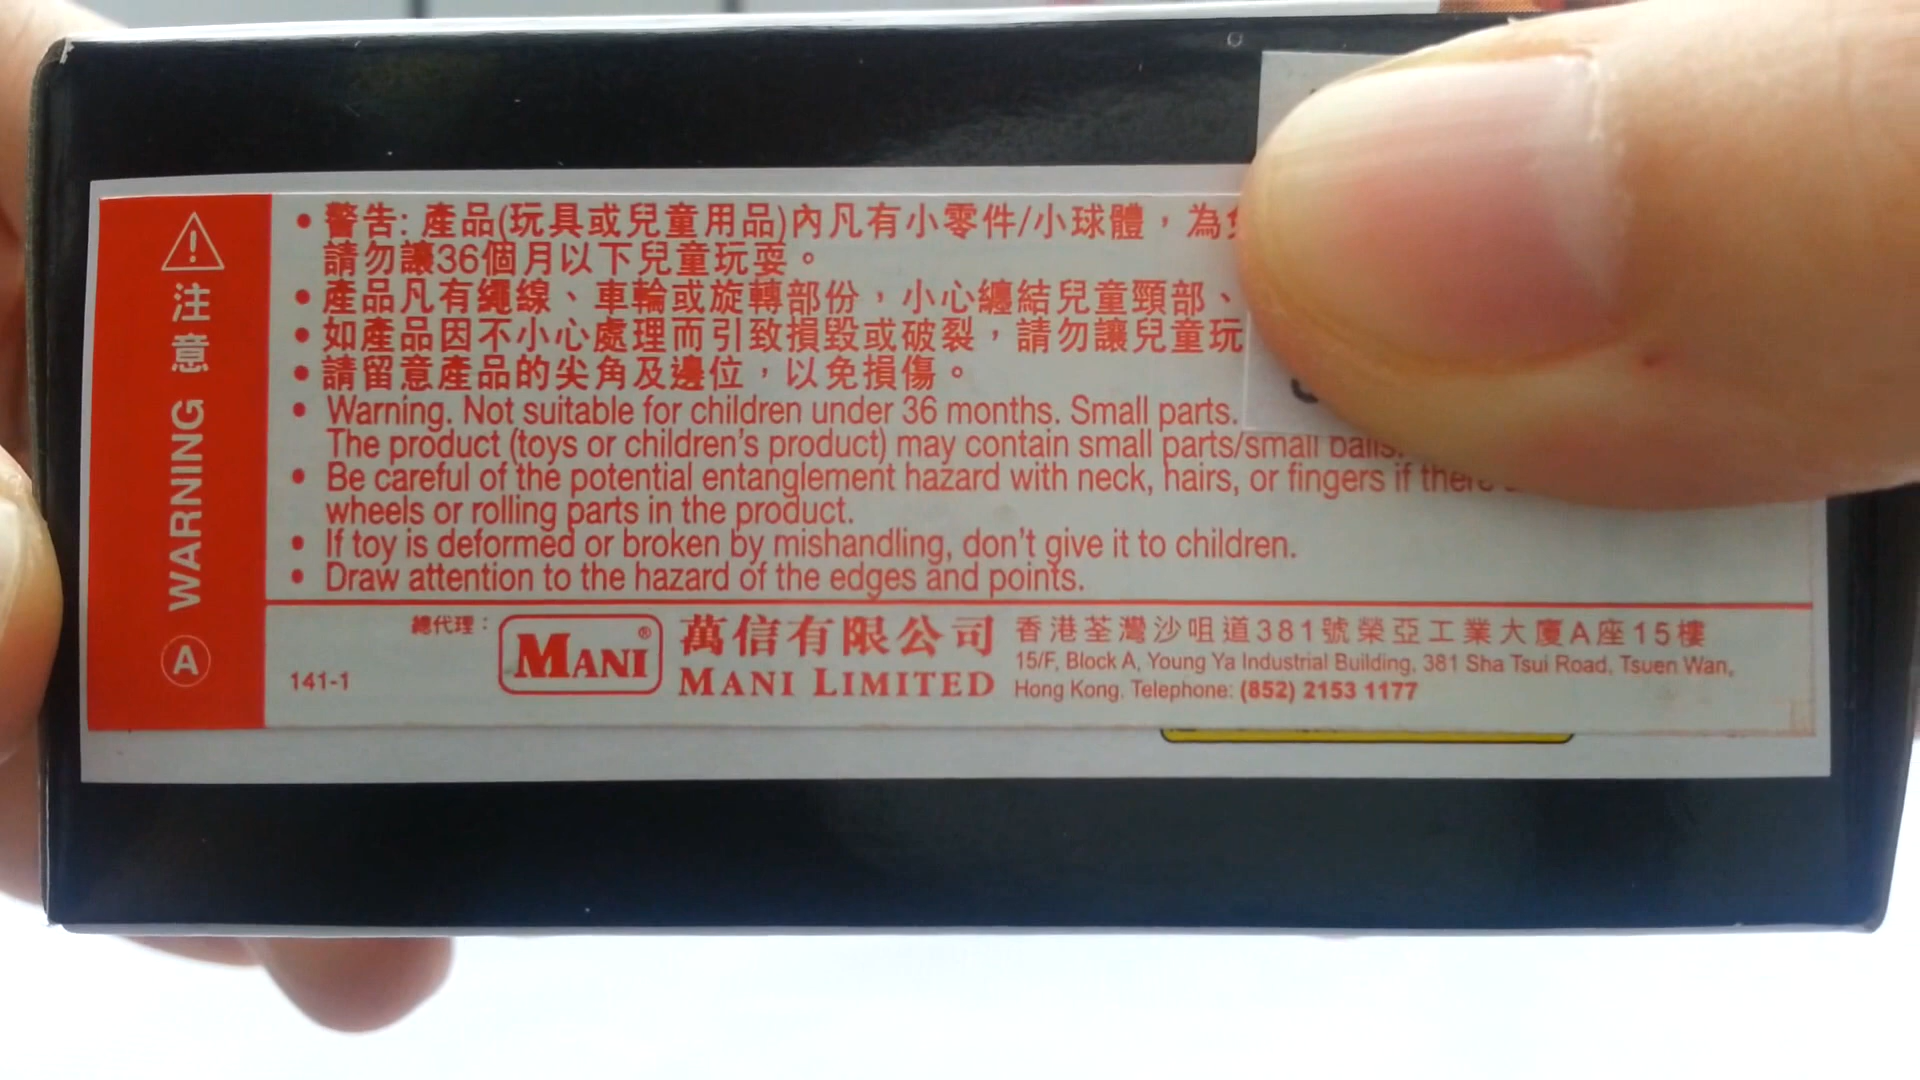 注意 WARNING A
• 警告: 產品(玩具或兒童用品)內凡有小零件/小球體，為
請勿讓36個月以下兒童玩耍。
• 產品凡有繩線、車輪或旋轉部份，小心纏結兒童頸部、
• 如產品因不小心處理而引致損毀或破裂，請勿讓兒童玩
• 請留意產品的尖角及邊位，以免損傷。
• Warning. Not suitable for children under 36 months. Small parts.
The product (toys or children's product) may contain small parts/small balls.
• Be careful of the potential entanglement hazard with neck, hairs, or fingers if there
wheels or rolling parts in the product.
• If toy is deformed or broken by mishandling, don't give it to children.
• Draw attention to the hazard of the edges and points.
141-1
總代理：
MANI®
萬信有限公司
MANI LIMITED
香港荃灣沙咀道381號榮亞工業大廈A座15樓
15/F, Block A, Young Ya Industrial Building, 381 Sha Tsui Road, Tsuen Wan,
Hong Kong. Telephone: (852) 2153 1177